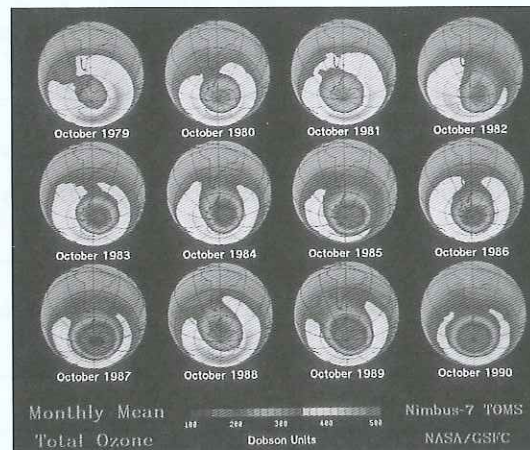 October 1979 October 1980 October 1981 October 1982
October 1983 October 1984 October 1985 October 1986
October 1987 October 1988 October 1989 October 1990
Monthly Mean
Total Ozone
100 200 300 400 500
Dobson Units
Nimbus-7 TOMS
NASA/GSFC